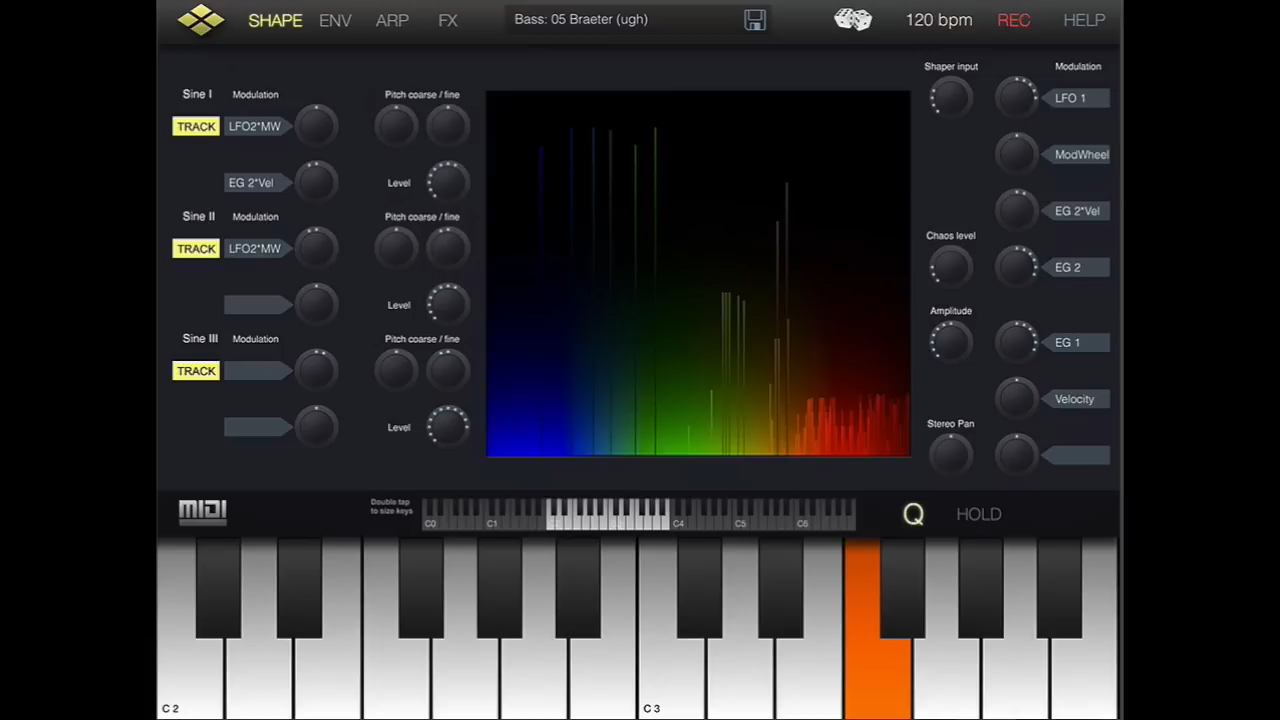 SHAPE ENV ARP FX Bass: 05 Braeter (ugh) 120 bpm REC HELP
Shaper input Modulation
Sine I Modulation Pitch coarse / fine
LFO 1
TRACK LFO2*MW
ModWheel
EG 2*Vel Level
EG 2*Vel
Sine II Modulation Pitch coarse / fine
Chaos level
TRACK LFO2*MW
EG 2
Level
Amplitude
Sine III Modulation Pitch coarse / fine
EG 1
TRACK
Velocity
Level
Stereo Pan
MIDI Double tap
to size keys
Q HOLD
C0 C1 C4 C5 C6
C 2 C 3